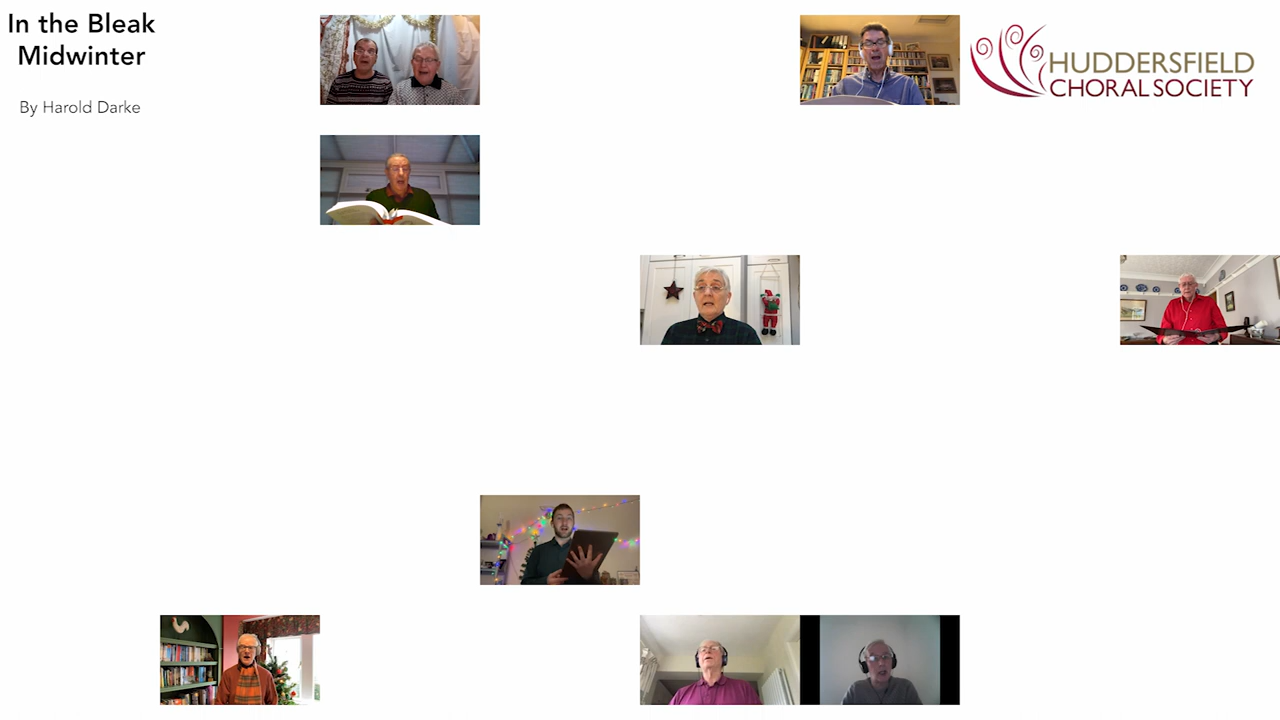 In the Bleak
Midwinter
By Harold Darke
HUDDERSFIELD
CHORAL SOCIETY